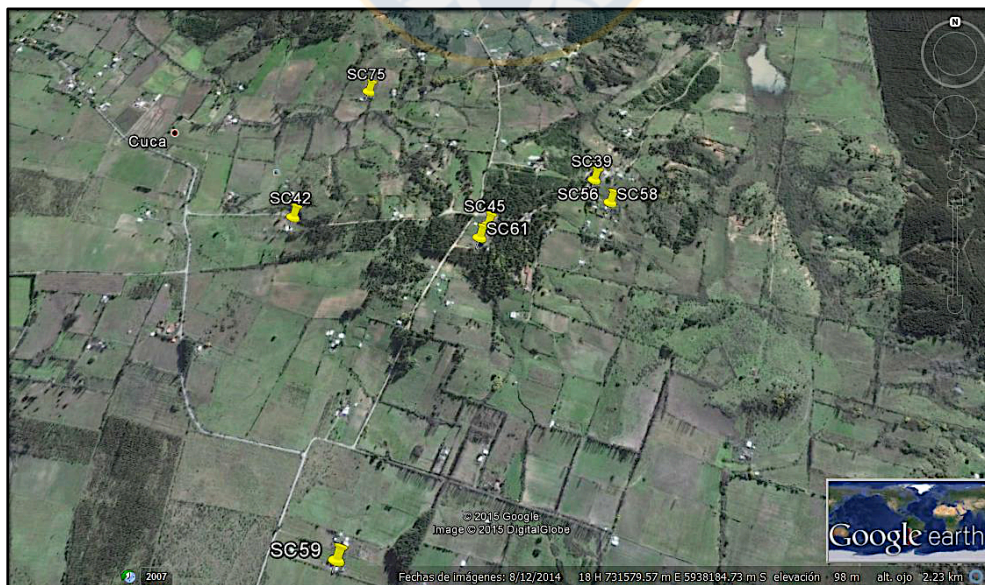 N
SC75
Cuca
SC39
SC42
SC56
SC58
SC45
SC61
© 2015 Google
Image © 2015 DigitalGlobe
SC59
Google earth
2007
Fechas de imágenes: 8/12/2014 18 H 731579.57 m E 5938184.73 m S elevación 98 m alt. ojo 2.23 km